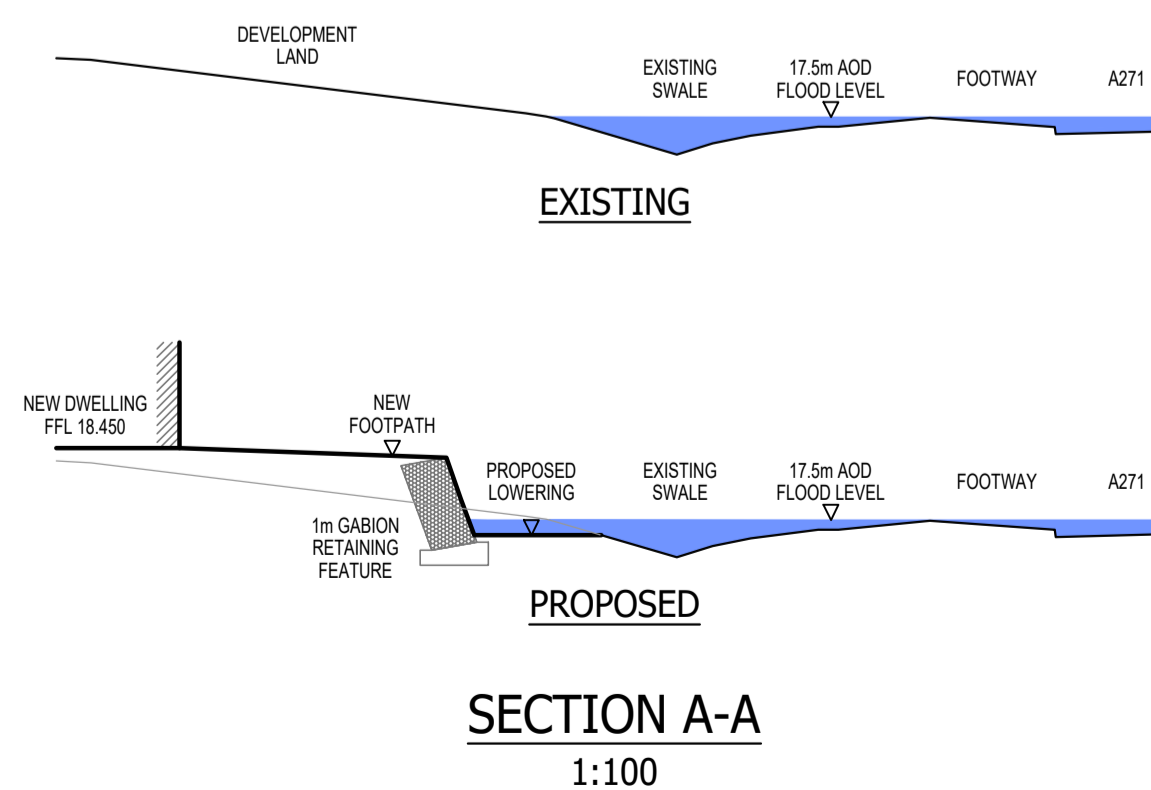 DEVELOPMENT
LAND
EXISTING
SWALE
17.5m AOD
FLOOD LEVEL
FOOTWAY
A271
EXISTING
NEW DWELLING
FFL 18.450
NEW
FOOTPATH
1m GABION
RETAINING
FEATURE
PROPOSED
LOWERING
EXISTING
SWALE
17.5m AOD
FLOOD LEVEL
FOOTWAY
A271
PROPOSED
SECTION A-A
1:100